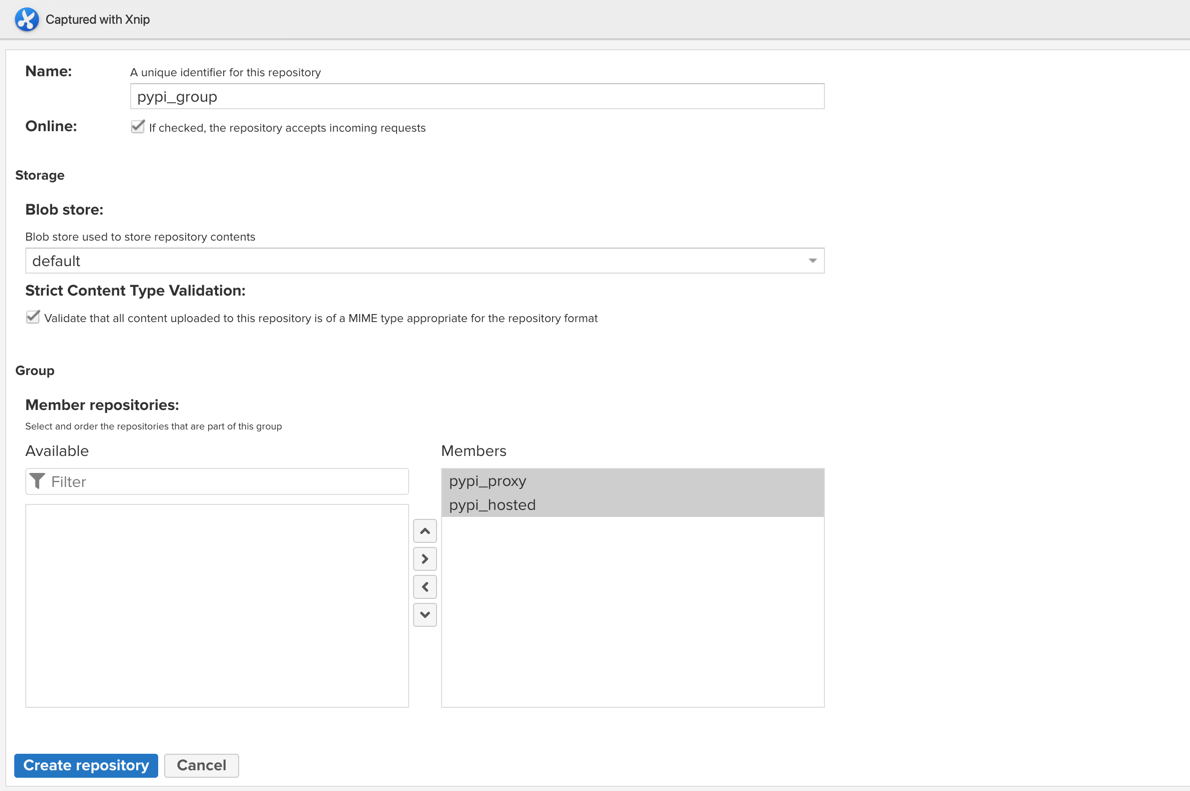 Captured with Xnip
Name:
A unique identifier for this repository
pypi_group
Online:
If checked, the repository accepts incoming requests
Storage
Blob store:
Blob store used to store repository contents
default
Strict Content Type Validation:
Validate that all content uploaded to this repository is of a MIME type appropriate for the repository format
Group
Member repositories:
Select and order the repositories that are part of this group
Available
Members
Filter
pypi_proxy
pypi_hosted
Create repository
Cancel